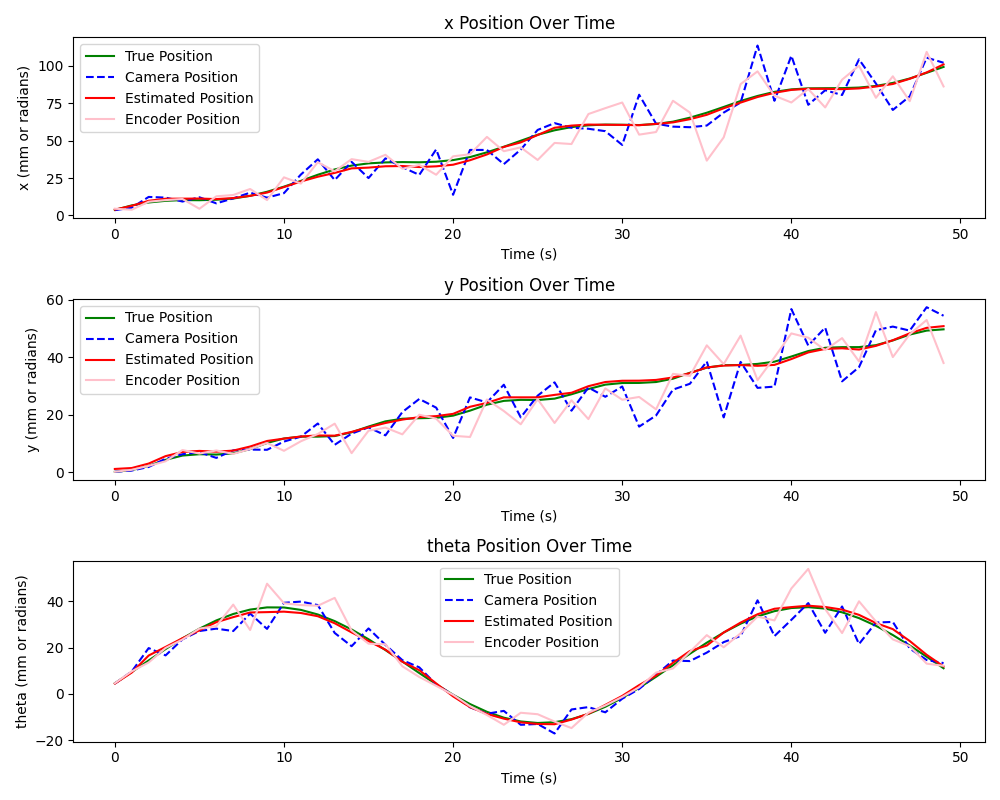 x Position Over Time
True Position
Camera Position
Estimated Position
Encoder Position
x (mm or radians)
100
75
50
25
0
0 10 20 30 40 50
Time (s)
y Position Over Time
True Position
Camera Position
Estimated Position
Encoder Position
y (mm or radians)
60
40
20
0
0 10 20 30 40 50
Time (s)
theta Position Over Time
True Position
Camera Position
Estimated Position
Encoder Position
theta (mm or radians)
40
20
0
−20
0 10 20 30 40 50
Time (s)